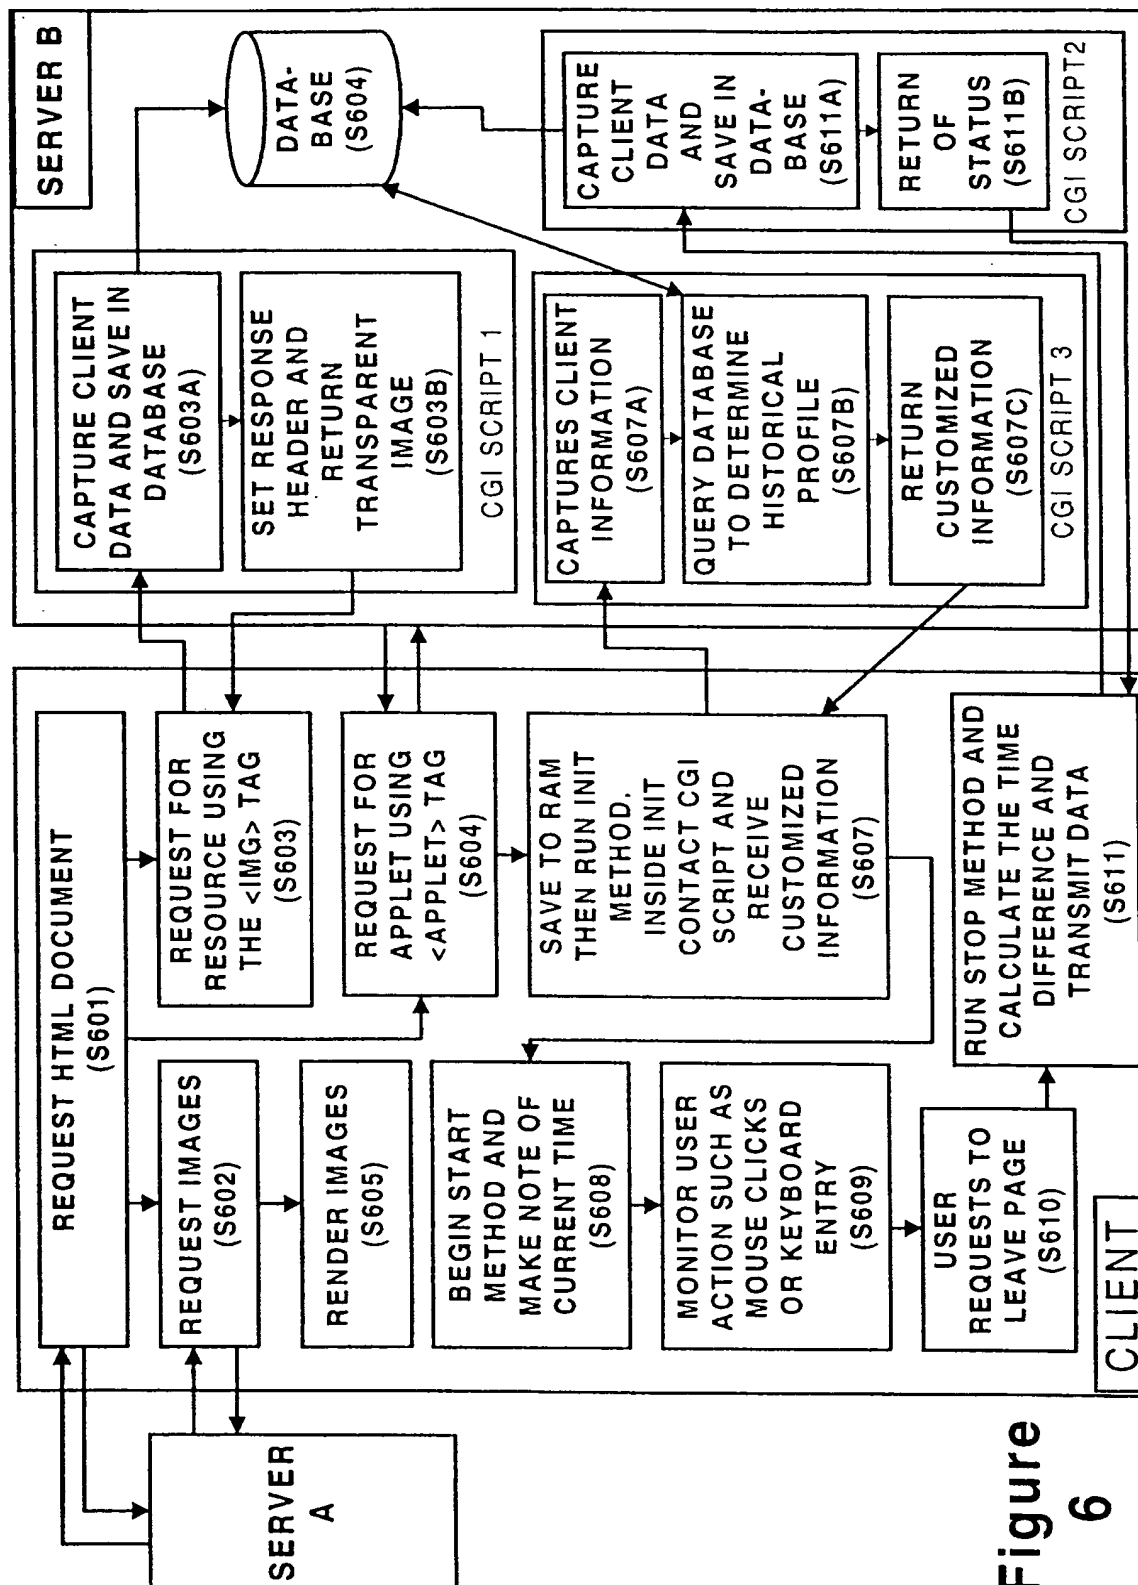 SERVER
A
REQUEST HTML DOCUMENT
(S601)
REQUEST IMAGES
(S602)
RENDER IMAGES
(S605)
REQUEST FOR
RESOURCE USING
THE <IMG> TAG
(S603)
REQUEST FOR
APPLET USING
<APPLET> TAG
(S604)
SAVE TO RAM
THEN RUN INIT
METHOD.
INSIDE INIT
CONTACT CGI
SCRIPT AND
RECEIVE
CUSTOMIZED
INFORMATION
(S607)
BEGIN START
METHOD AND
MAKE NOTE OF
CURRENT TIME
(S608)
MONITOR USER
ACTION SUCH AS
MOUSE CLICKS
OR KEYBOARD
ENTRY
(S609)
USER
REQUESTS TO
LEAVE PAGE
(S610)
RUN STOP METHOD AND
CALCULATE THE TIME
DIFFERENCE AND
TRANSMIT DATA
(S611)
CLIENT
SERVER B
CAPTURE CLIENT
DATA AND SAVE IN
DATABASE
(S603A)
SET RESPONSE
HEADER AND
RETURN
TRANSPARENT
IMAGE
(S603B)
CGI SCRIPT 1
DATA-
BASE
(S604)
CAPTURES CLIENT
INFORMATION
(S607A)
QUERY DATABASE
TO DETERMINE
HISTORICAL
PROFILE
(S607B)
RETURN
CUSTOMIZED
INFORMATION
(S607C)
CGI SCRIPT 3
CAPTURE
CLIENT
DATA
AND
SAVE IN
DATA-
BASE
(S611A)
RETURN
OF
STATUS
(S611B)
CGI SCRIPT2
Figure
6